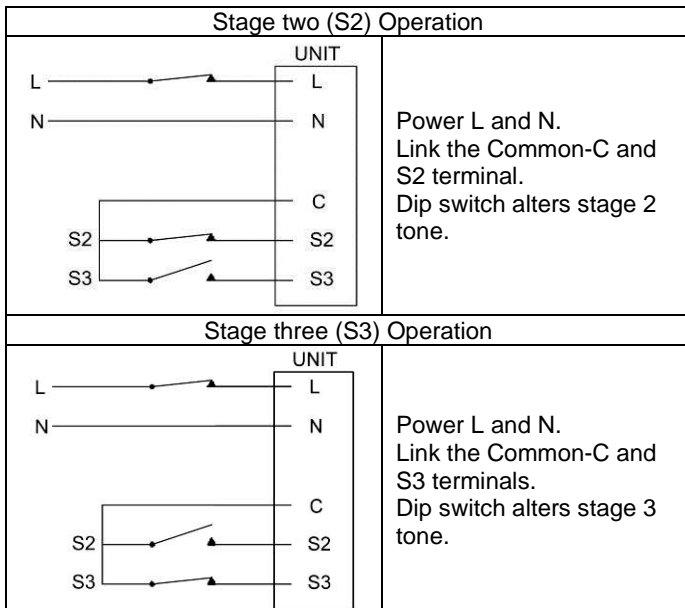 Stage two (S2) Operation
UNIT
L L
N N
C
S2 S2
S3 S3
Power L and N.
Link the Common-C and
S2 terminal.
Dip switch alters stage 2
tone.
Stage three (S3) Operation
UNIT
L L
N N
C
S2 S2
S3 S3
Power L and N.
Link the Common-C and
S3 terminals.
Dip switch alters stage 3
tone.